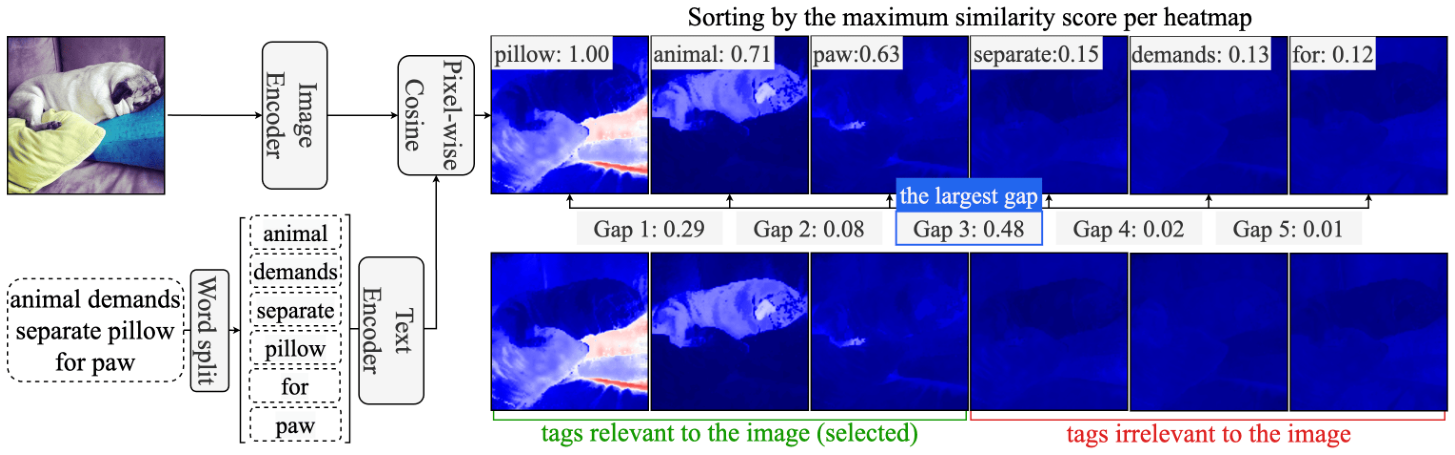 Sorting by the maximum similarity score per heatmap
pillow: 1.00
animal: 0.71
paw:0.63
separate:0.15
demands: 0.13
for: 0.12
Image
Encoder
Pixel-wise
Cosine
the largest gap
Gap 1: 0.29
Gap 2: 0.08
Gap 3: 0.48
Gap 4: 0.02
Gap 5: 0.01
animal demands
separate pillow
for paw
Word split
animal
demands
separate
pillow
for
paw
Text
Encoder
tags relevant to the image (selected)
tags irrelevant to the image